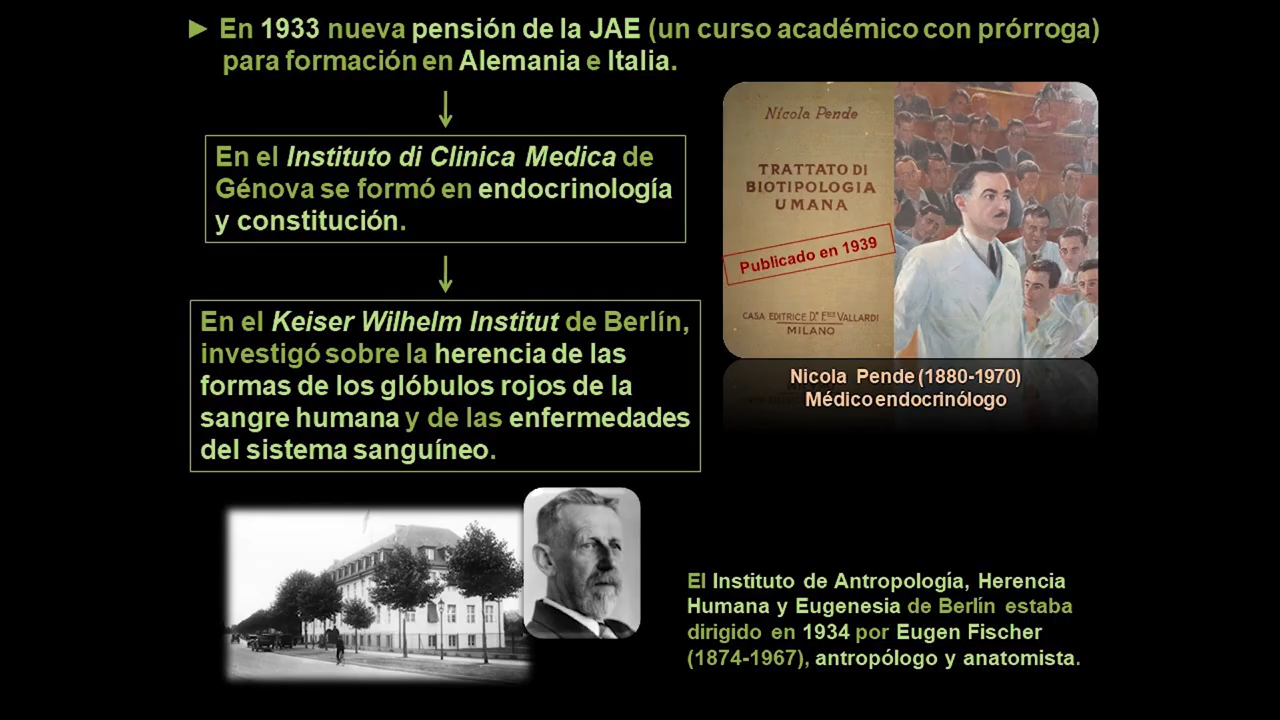 ► En 1933 nueva pensión de la JAE (un curso académico con prórroga)
para formación en Alemania e Italia.
En el Instituto di Clinica Medica de
Génova se formó en endocrinología
y constitución.
En el Keiser Wilhelm Institut de Berlín,
investigó sobre la herencia de las
formas de los glóbulos rojos de la
sangre humana y de las enfermedades
del sistema sanguíneo.
Nicola Pende
TRATTATO DI
BIOTIPOLOGIA
UMANA
Publicado en 1939
CASA EDITRICE Dr. Fsco VALLARDI
MILANO
Nicola Pende (1880-1970)
Médico endocrinólogo
El Instituto de Antropología, Herencia
Humana y Eugenesia de Berlín estaba
dirigido en 1934 por Eugen Fischer
(1874-1967), antropólogo y anatomista.